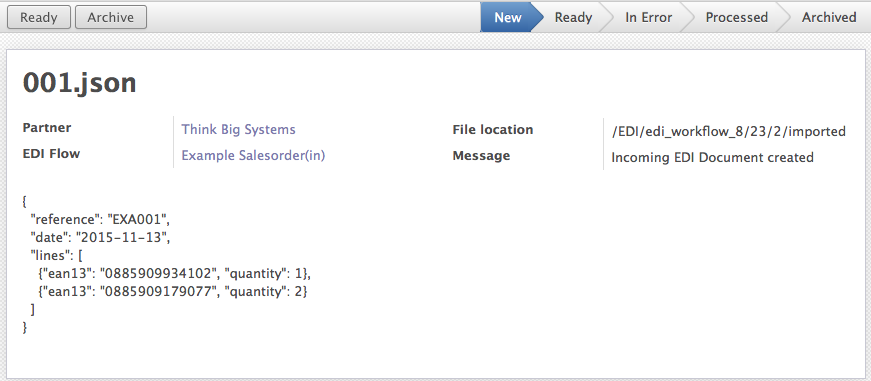 Ready Archive New Ready In Error Processed Archived
001.json
Partner Think Big Systems File location /EDI/edi_workflow_8/23/2/imported
EDI Flow Example Salesorder(in) Message Incoming EDI Document created
{
"reference": "EXA001",
"date": "2015-11-13",
"lines": [
{"ean13": "0885909934102", "quantity": 1},
{"ean13": "0885909179077", "quantity": 2}
]
}